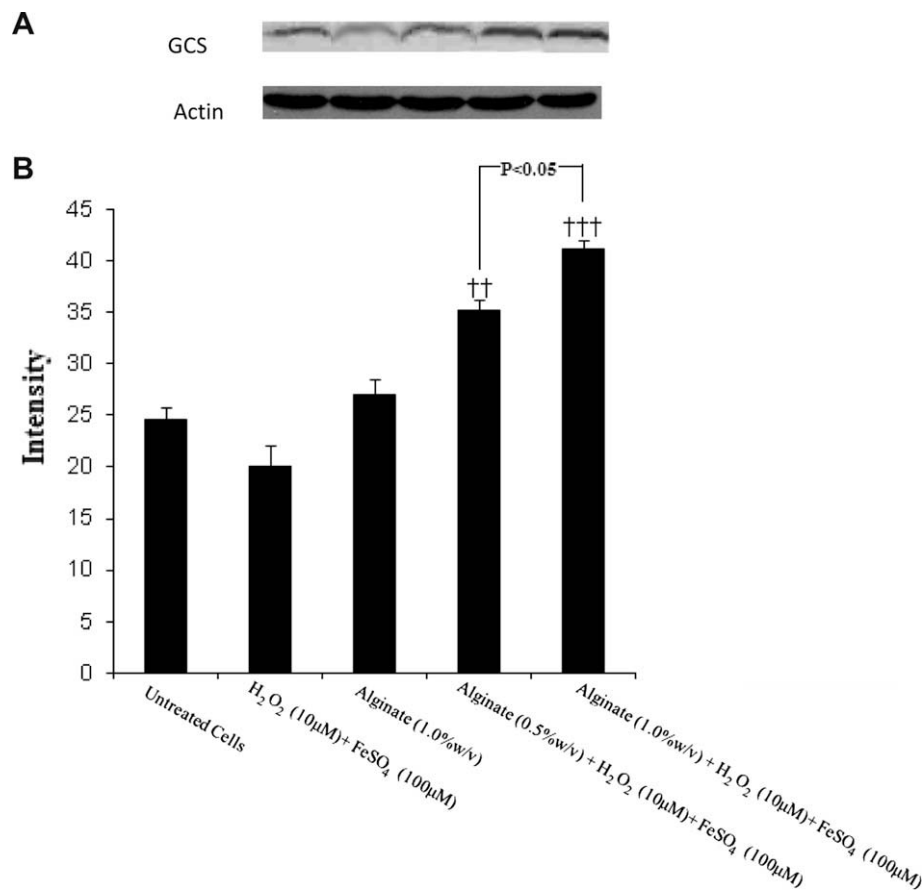 A
GCS
Actin
B
P<0.05
†††
††
45
40
35
30
25
20
15
10
5
0
Intensity
Untreated Cells
H₂O₂ (10μM)+ FeSO₄ (100μM)
Alginate (1.0%w/v)
Alginate (0.5%w/v) + H₂O₂ (10μM)+ FeSO₄ (100μM)
Alginate (1.0%w/v) + H₂O₂ (10μM)+ FeSO₄ (100μM)